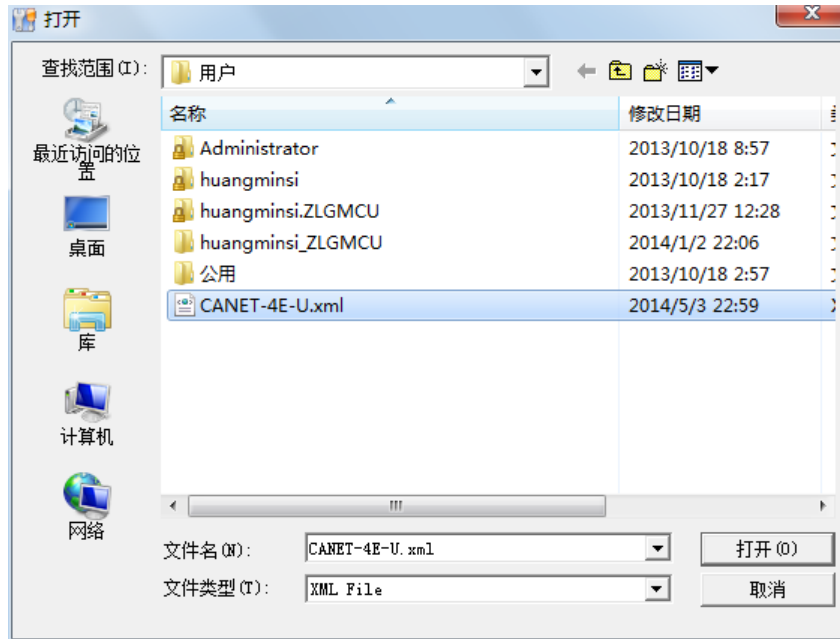 打开
查找范围(I):
用户
名称
修改日期
Administrator
2013/10/18 8:57
huangminsi
2013/10/18 2:17
huangminsi.ZLGMCU
2013/11/27 12:28
huangminsi_ZLGMCU
2014/1/2 22:06
公用
2013/10/18 2:57
CANET-4E-U.xml
2014/5/3 22:59
最近访问的位
置
桌面
库
计算机
网络
文件名(N):
CANET-4E-U.xml
打开(O)
文件类型(T):
XML File
取消